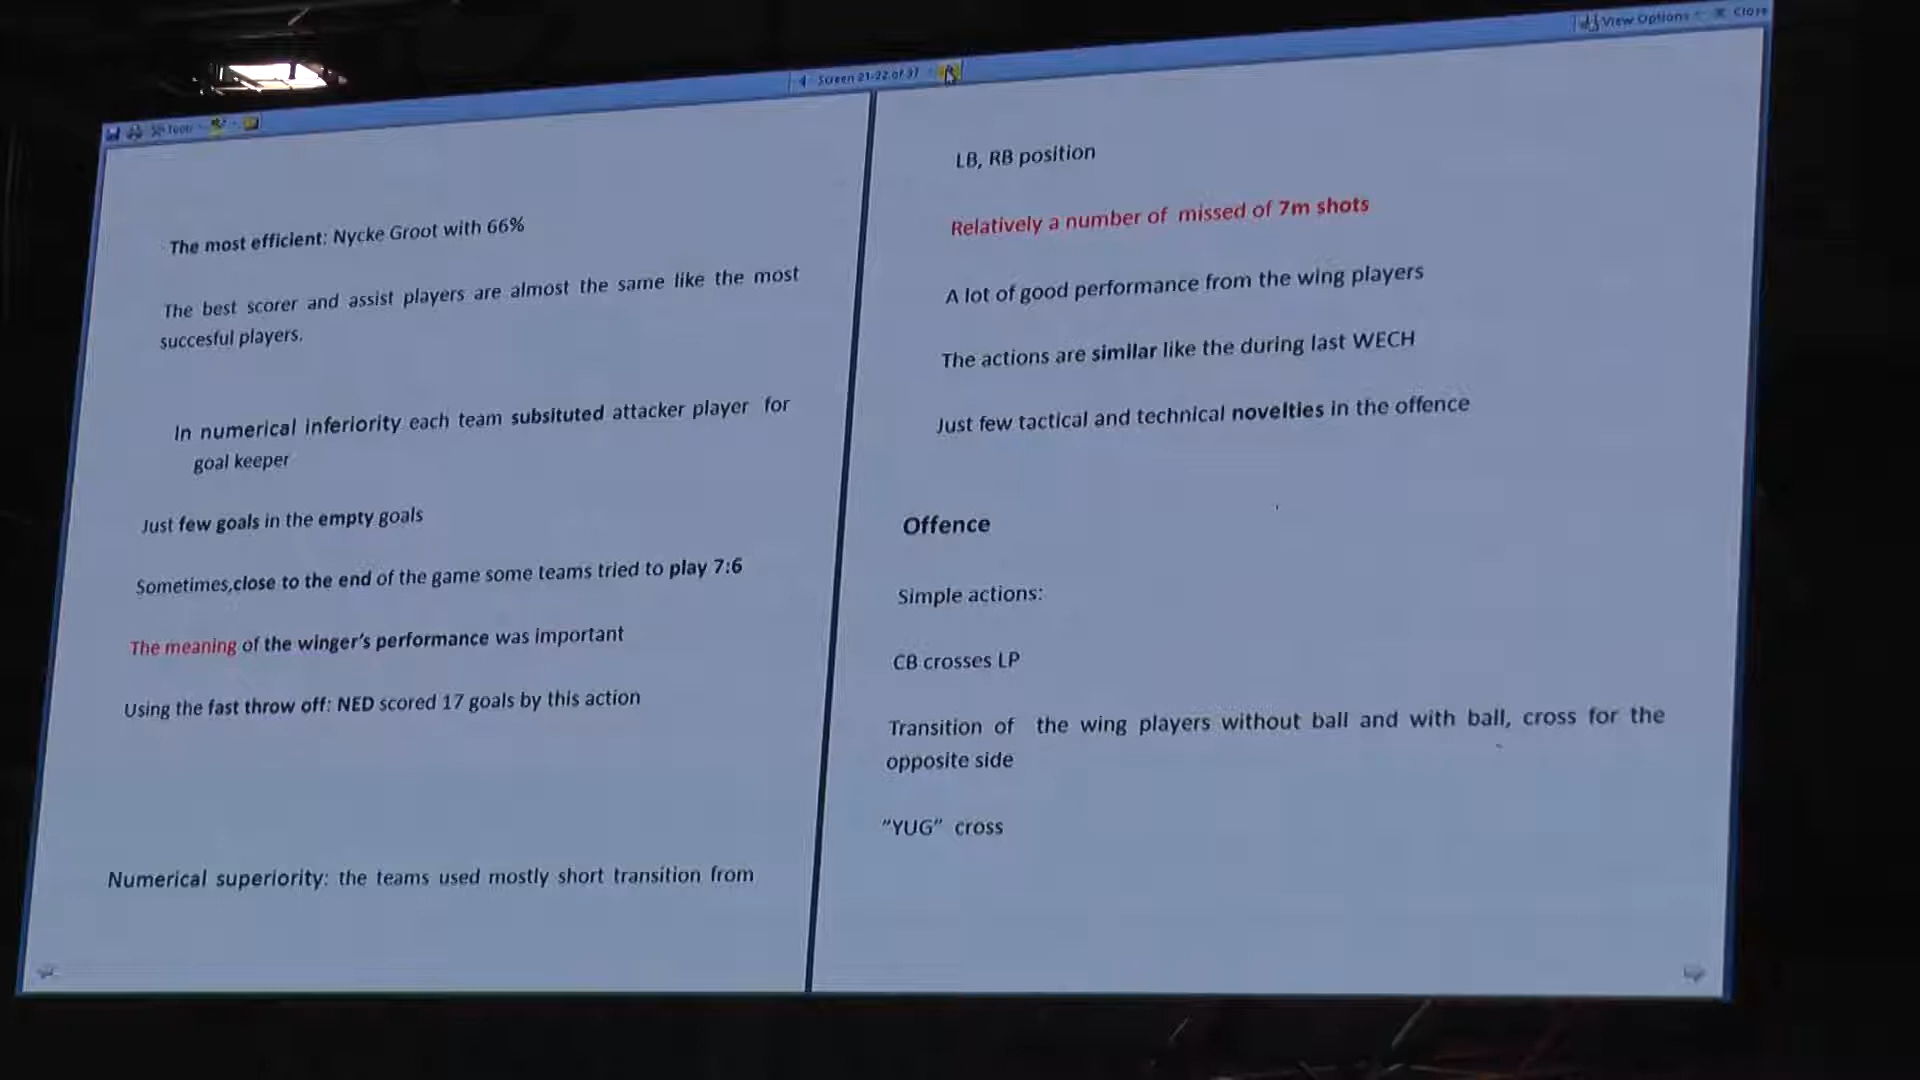 View Options Close
Screen 21-22 of 37
Tools
The most efficient: Nycke Groot with 66%
The best scorer and assist players are almost the same like the most
succesful players.
In numerical inferiority each team subsituted attacker player for
goal keeper
Just few goals in the empty goals
Sometimes,close to the end of the game some teams tried to play 7:6
The meaning of the winger's performance was important
Using the fast throw off: NED scored 17 goals by this action
Numerical superiority: the teams used mostly short transition from
LB, RB position
Relatively a number of missed of 7m shots
A lot of good performance from the wing players
The actions are similar like the during last WECH
Just few tactical and technical novelties in the offence
Offence
Simple actions:
CB crosses LP
Transition of the wing players without ball and with ball, cross for the
opposite side
"YUG" cross